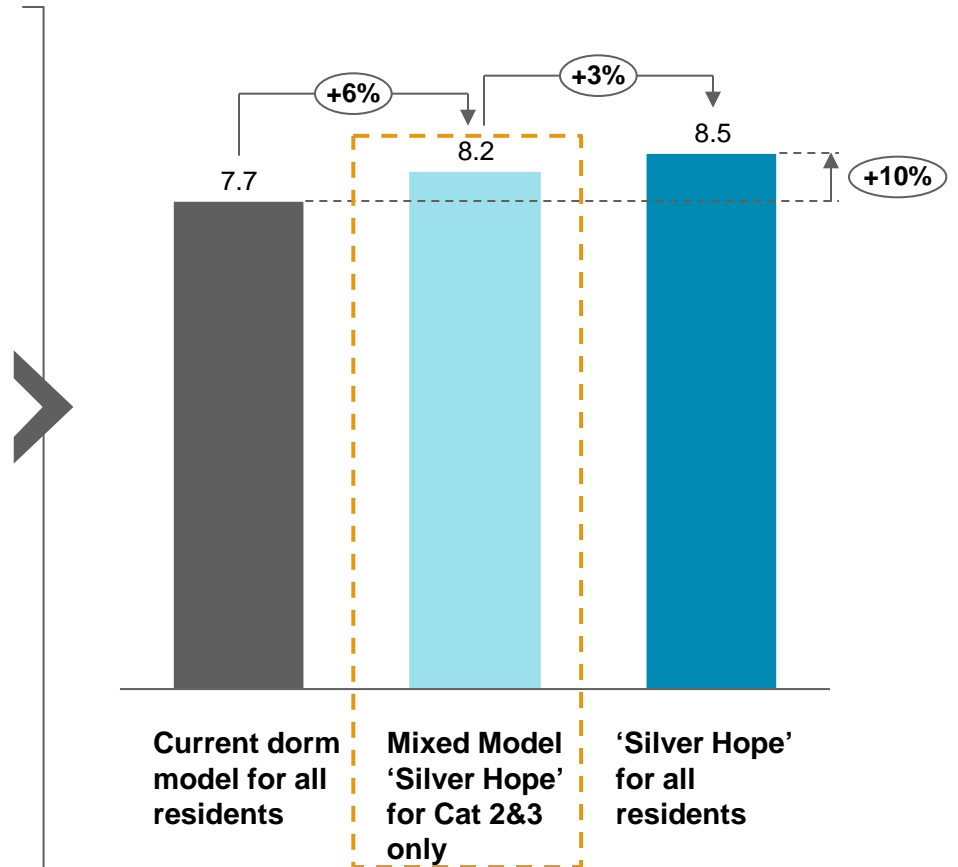 +6%
+3%
7.7
8.2
8.5
+10%
Current dorm
model for all
residents
Mixed Model
‘Silver Hope’
for Cat 2&3
only
‘Silver Hope’
for all
residents